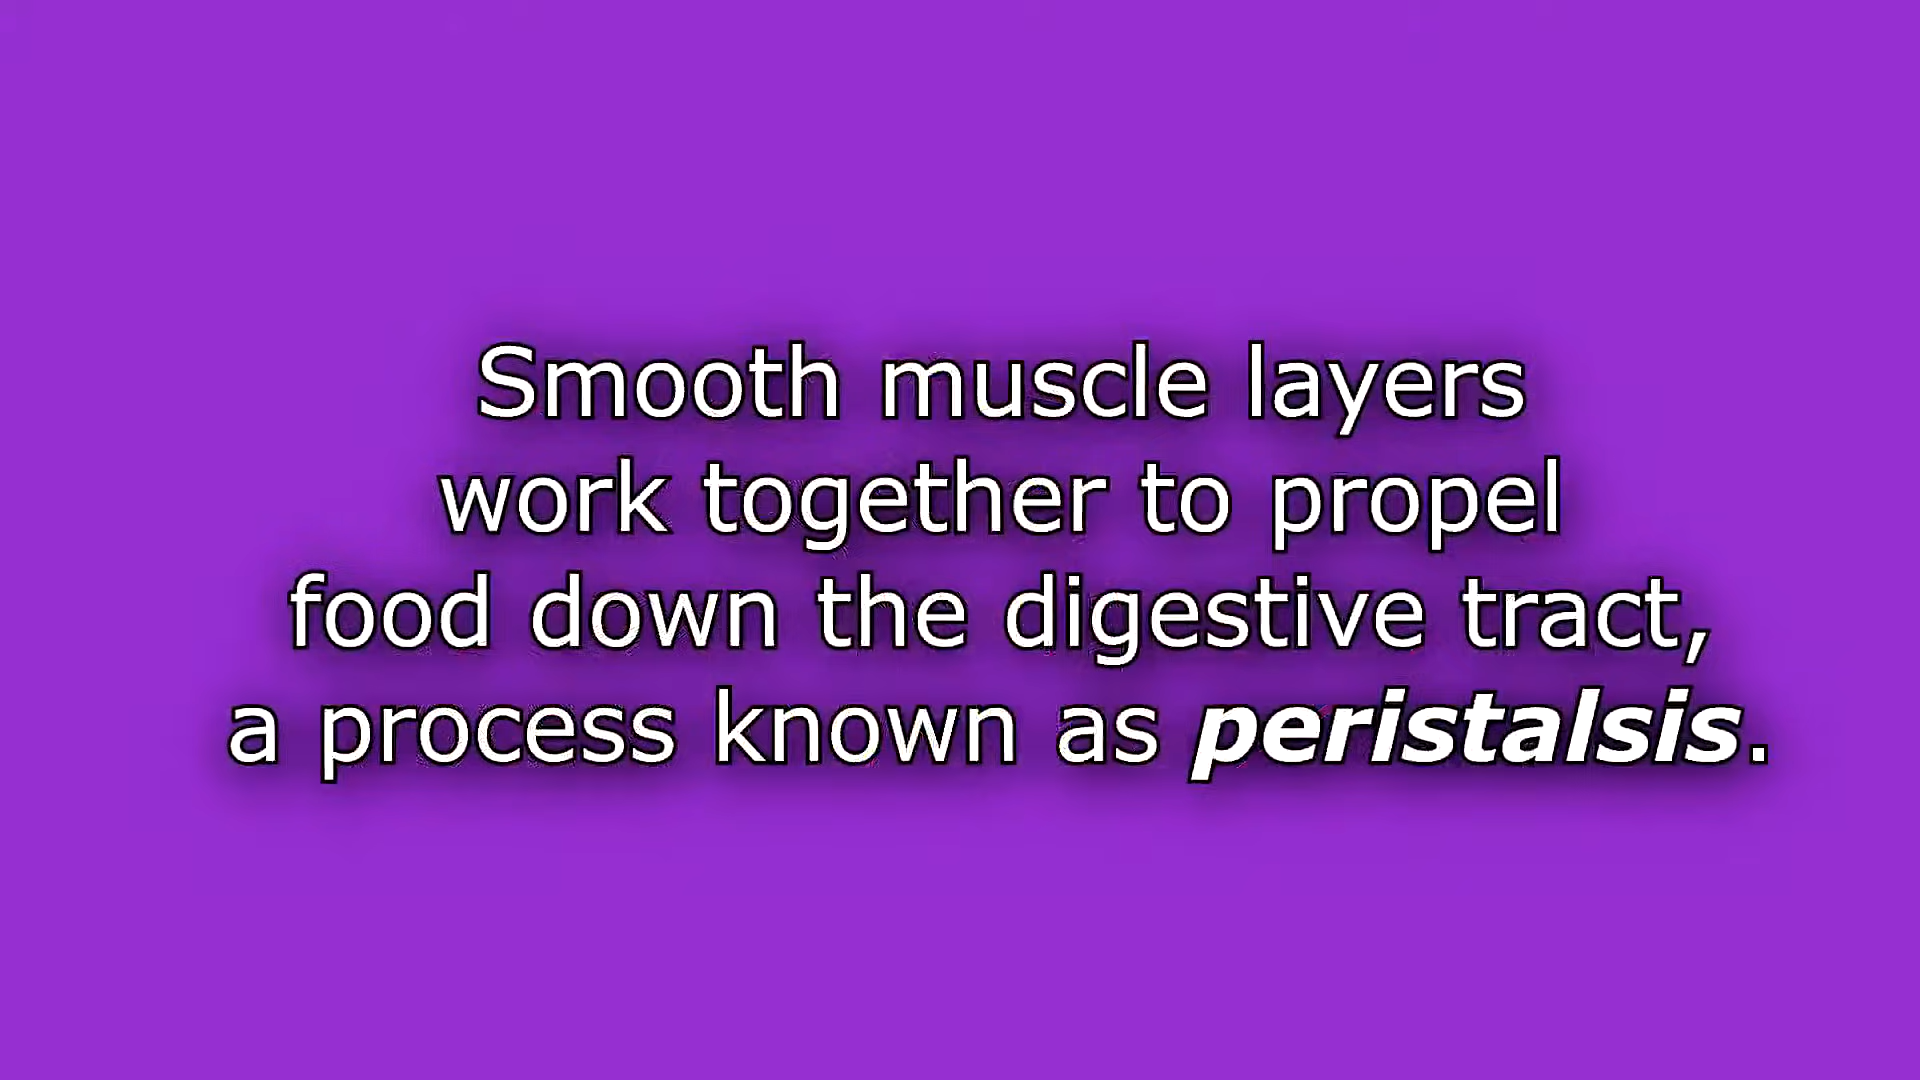 Smooth muscle layers
work together to propel
food down the digestive tract,
a process known as peristalsis.